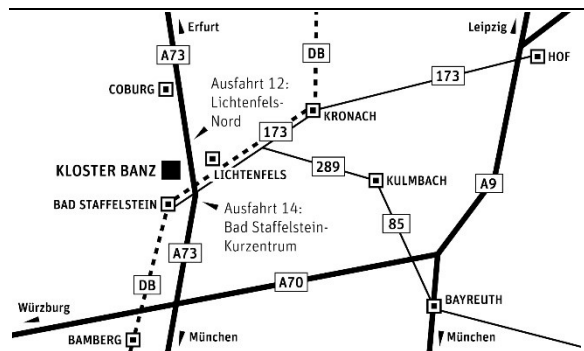 Erfurt
Leipzig
A73
DB
HOF
173
COBURG
Ausfahrt 12:
Lichtenfels-
Nord
KRONACH
173
KLOSTER BANZ
LICHTENFELS
289
KULMBACH
A9
BAD STAFFELSTEIN
Ausfahrt 14:
Bad Staffelstein-
Kurzentrum
85
A73
DB
A70
Würzburg
BAYREUTH
BAMBERG
München
München